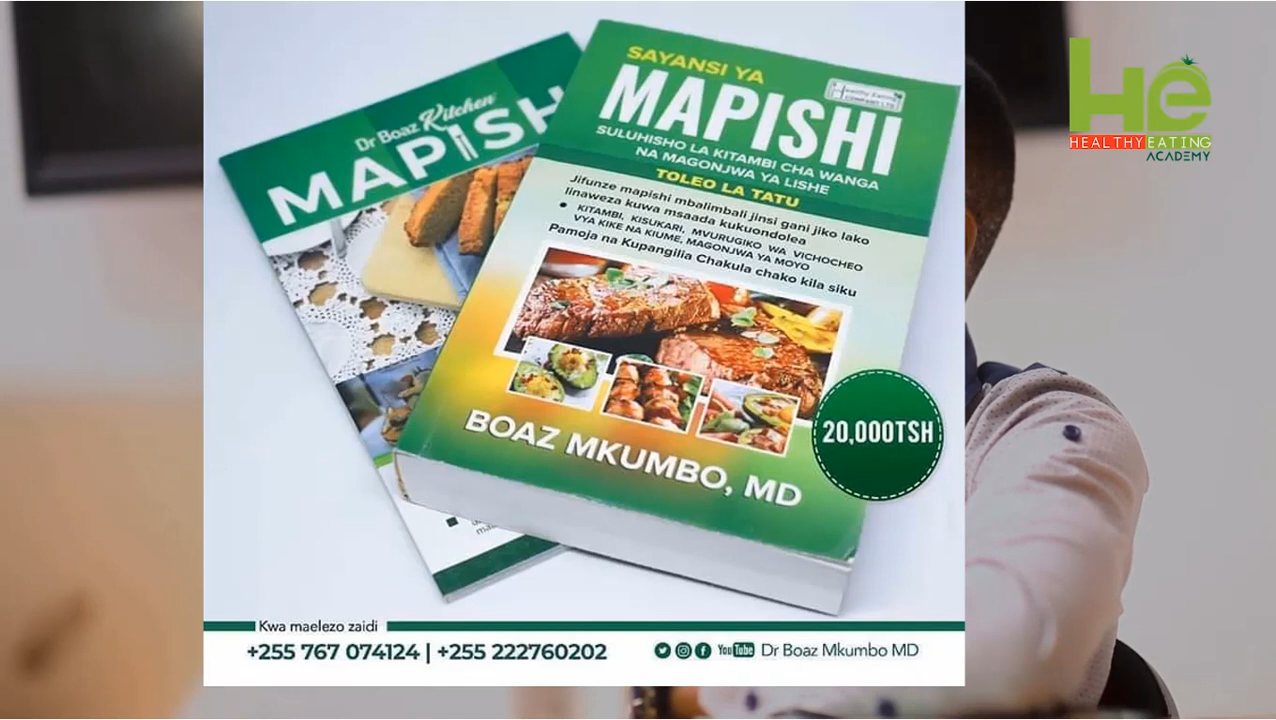 HE
HEALTHY EATING
ACADEMY
Dr Boaz Kitchen
MAPISH
SAYANSI YA
MAPISHI
Healthy Eating
COMPANY LTD
SULUHISHO LA KITAMBI CHA WANGA
NA MAGONJWA YA LISHE
TOLEO LA TATU
Jifunze mapishi mbalimbali jinsi gani jiko lako
linaweza kuwa msaada kukuondolea
• KITAMBI, KISUKARI, MVURUGIKO WA VICHOCHEO
VYA KIKE NA KIUME, MAGONJWA YA MOYO
Pamoja na Kupangilia Chakula chako kila siku
BOAZ MKUMBO, MD
20,000TSH
Kwa maelezo zaidi
+255 767 074124 | +255 222760202
YouTube Dr Boaz Mkumbo MD